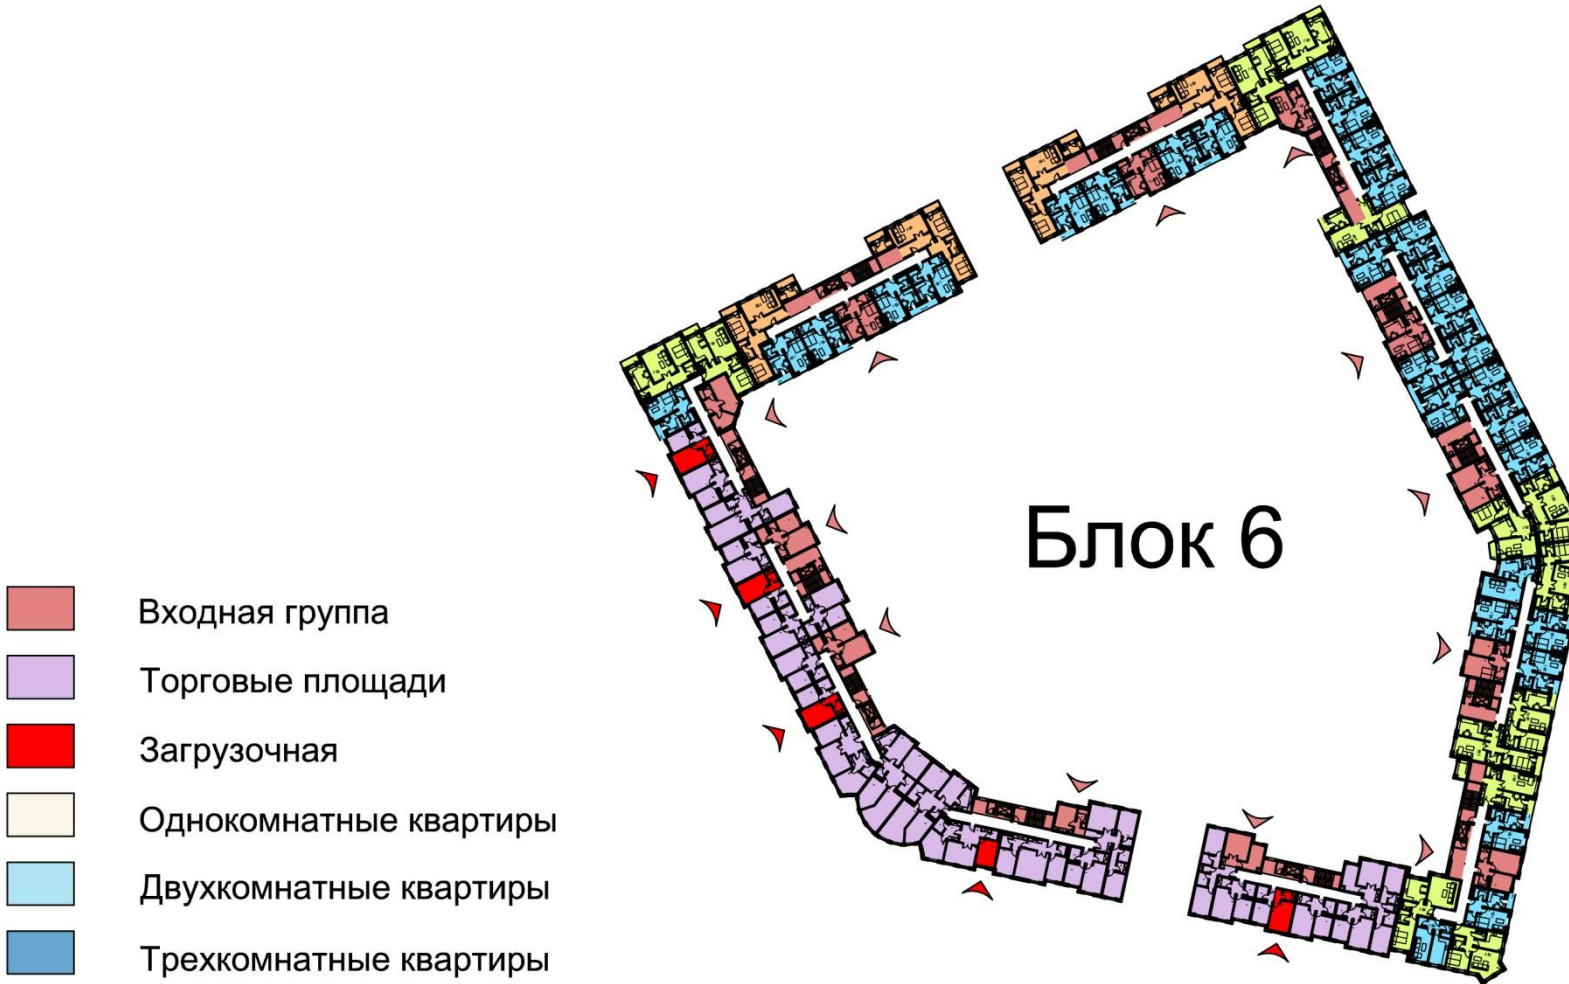 Блок 6
Входная группа
Торговые площади
Загрузочная
Однокомнатные квартиры
Двухкомнатные квартиры
Трехкомнатные квартиры